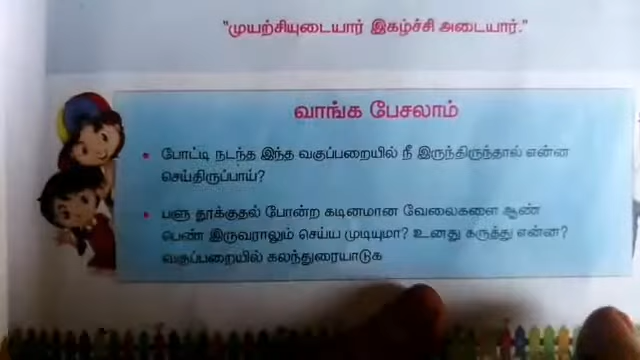 "முயற்சியுடையார் இகழ்ச்சி அடையார்."
வாங்க பேசலாம்
• போட்டி நடந்த இந்த வகுப்பறையில் நீ இருந்திருந்தால் என்ன
செய்திருப்பாய்?
• பளு தூக்குதல் போன்ற கடினமான வேலைகளை ஆண்
பெண் இருவராலும் செய்ய முடியுமா? உனது கருத்து என்ன?
வகுப்பறையில் கலந்துரையாடுக